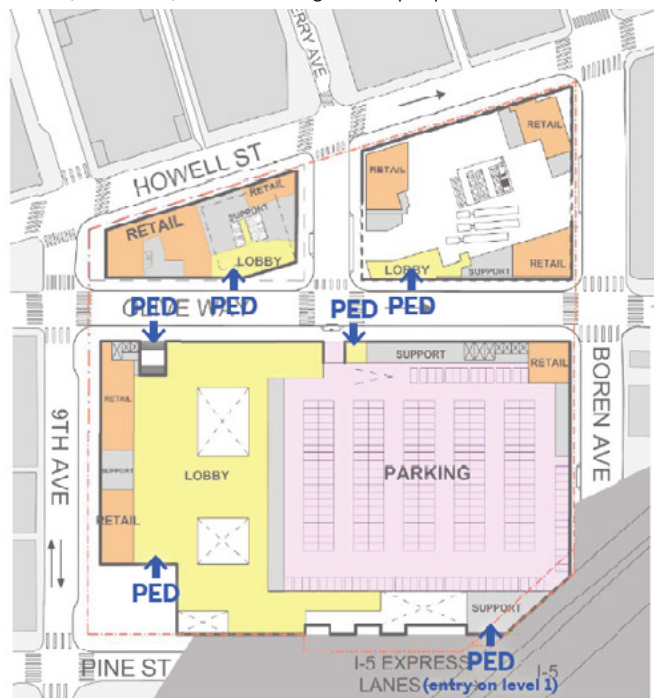 ERRY AVE
HOWELL ST
RETAIL
RETAIL
RETAIL
RETAIL
SUPPORT
LOBBY
LOBBY
SUPPORT
RETAIL
PED
PED
PED
PED
SUPPORT
RETAIL
RETAIL
BOREN AVE
9TH AVE
LOBBY
PARKING
SUPPORT
RETAIL
PED
SUPPORT
PINE ST
I-5 EXPRESS
LANES
PED
I-5
(entry on level 1)